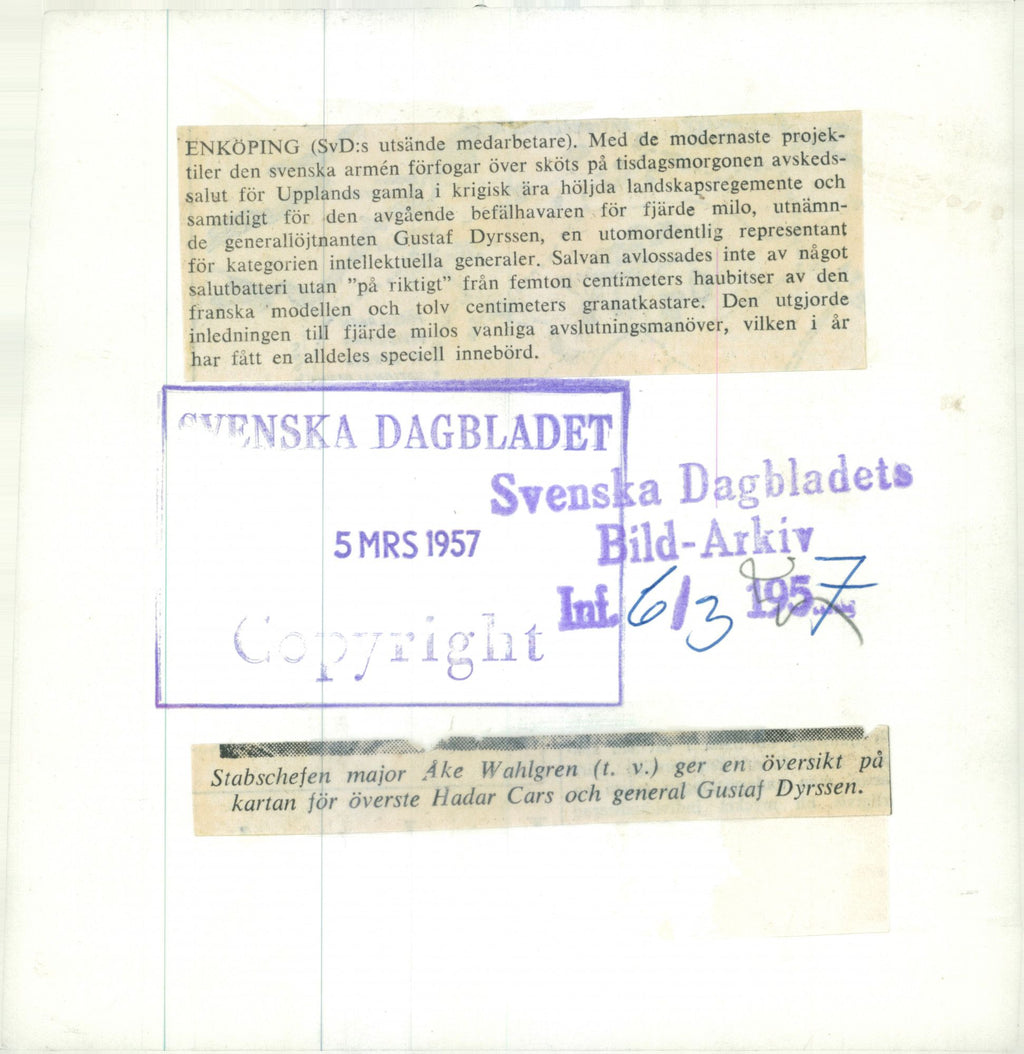 ENKÖPING (SvD:s utsände medarbetare). Med de modernaste projek-
tiler den svenska armén förfogar över sköts på tisdagsmorgonen avskeds-
salut för Upplands gamla i krigisk ära höljda landskapsregemente och
samtidigt för den avgående befälhavaren för fjärde milo, utnämn-
de generallöjtnanten Gustaf Dyrssen, en utomordentlig representant
för kategorien intellektuella generaler. Salvan avlossades inte av något
salutbatteri utan ”på riktigt” från femton centimeters haubitser av den
franska modellen och tolv centimeters granatkastare. Den utgjorde
inledningen till fjärde milos vanliga avslutningsmanöver, vilken i år
har fått en alldeles speciell innebörd.
SVENSKA DAGBLADET
Svenska Dagbladets
5 MRS 1957
Bild-Arkiv
Inf. 6/3 1957
Copyright
Stabschefen major Åke Wahlgren (t. v.) ger en översikt på
kartan för överste Hadar Cars och general Gustaf Dyrssen.